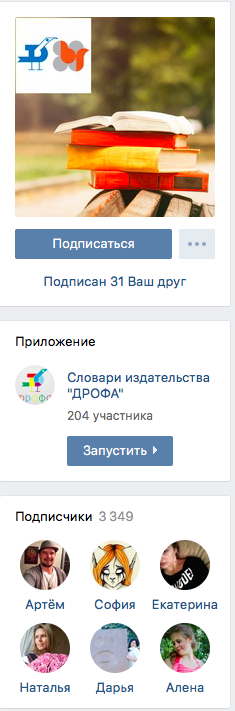 Подписаться
Подписан 31 Ваш друг
Приложение
Словари издательства
"ДРОФА"
204 участника
Запустить
Подписчики 3 349
Артём София Екатерина
Наталья Дарья Алена